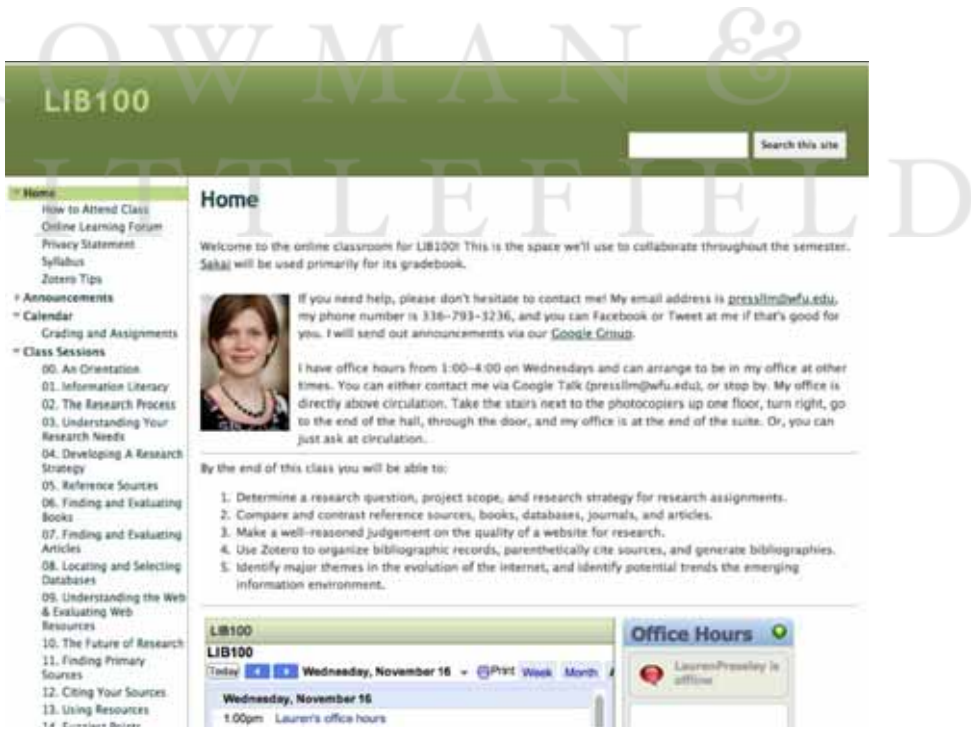 OWMAN &
LIB100
Search this site
ITTLEFIELD
Home
How to Attend Class
Online Learning Forum
Privacy Statement
Syllabus
Zotero Tips
Announcements
Calendar
Grading and Assignments
Class Sessions
00. An Orientation
01. Information Literacy
02. The Research Process
03. Understanding Your
Research Needs
04. Developing A Research
Strategy
05. Reference Sources
06. Finding and Evaluating
Books
07. Finding and Evaluating
Articles
08. Locating and Selecting
Databases
09. Understanding the Web
& Evaluating Web
Resources
10. The Future of Research
11. Finding Primary
Sources
12. Citing Your Sources
13. Using Resources
Home
Welcome to the online classroom for LIB100! This is the space we'll use to collaborate throughout the semester.
Sakai will be used primarily for its gradebook.
If you need help, please don't hesitate to contact me! My email address is pressllm@wfu.edu,
my phone number is 336-793-3236, and you can Facebook or Tweet at me if that's good for
you. I will send out announcements via our Google Group.
I have office hours from 1:00-4:00 on Wednesdays and can arrange to be in my office at other
times. You can either contact me via Google Talk (pressllm@wfu.edu), or stop by. My office is
directly above circulation. Take the stairs next to the photocopiers up one floor, turn right, go
to the end of the hall, through the door, and my office is at the end of the suite. Or, you can
just ask at circulation.
By the end of this class you will be able to:
1. Determine a research question, project scope, and research strategy for research assignments.
2. Compare and contrast reference sources, books, databases, journals, and articles.
3. Make a well-reasoned judgement on the quality of a website for research.
4. Use Zotero to organize bibliographic records, parenthetically cite sources, and generate bibliographies.
5. Identify major themes in the evolution of the internet, and identify potential trends the emerging
information environment.
LIB100
LIB100
Today Wednesday, November 16 Print Week Month
Wednesday, November 16
1:00pm Lauren's office hours
Office Hours
LaurenPressley is
offline